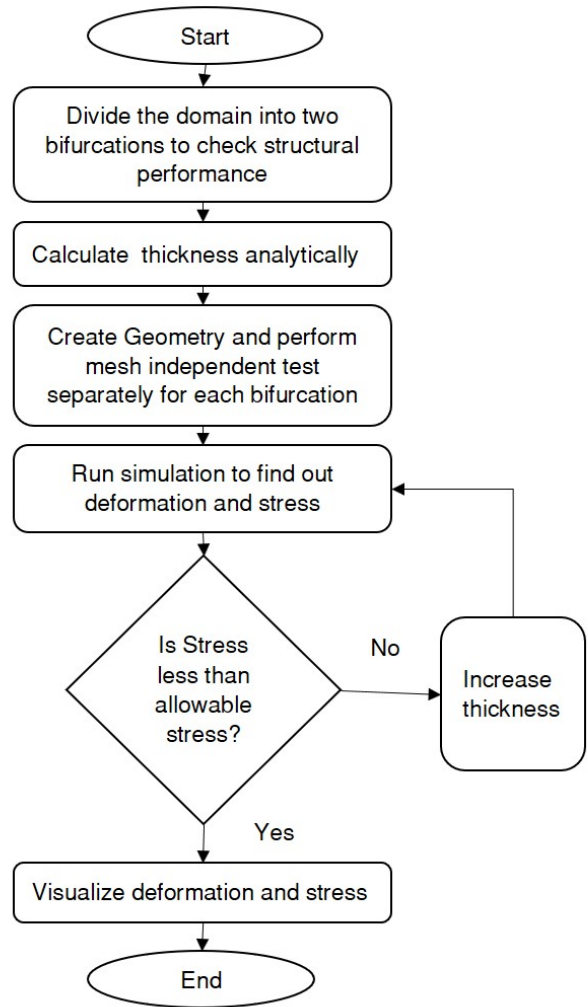 Start
Divide the domain into two
bifurcations to check structural
performance
Calculate thickness analytically
Create Geometry and perform
mesh independent test
separately for each bifurcation
Run simulation to find out
deformation and stress
Is Stress
less than
allowable
stress?
No
Increase
thickness
Yes
Visualize deformation and stress
End